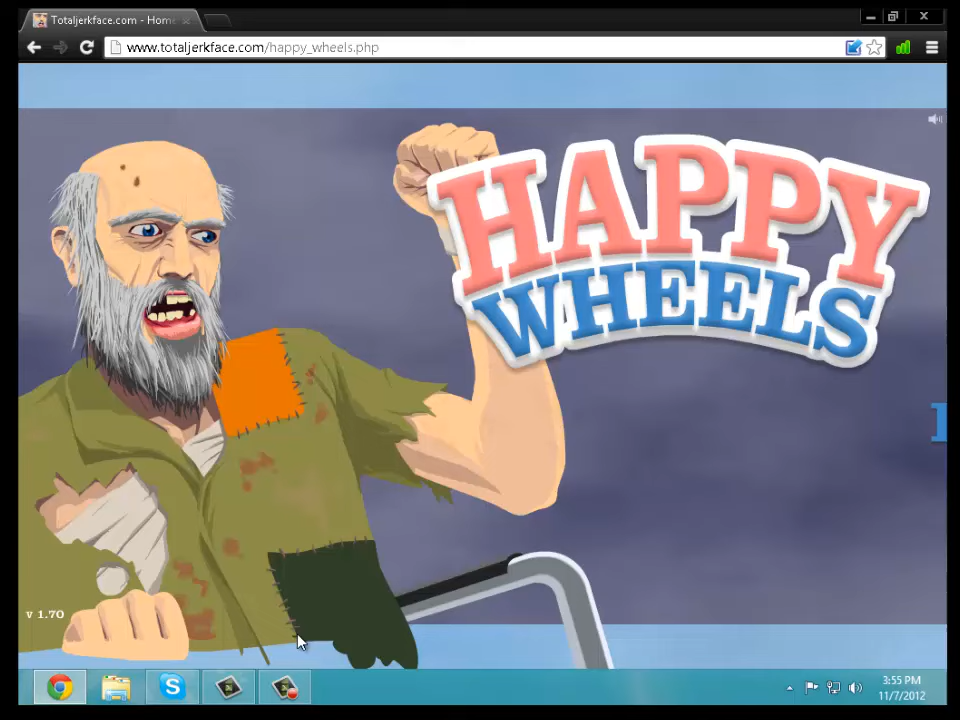 Totaljerkface.com - Home
www.totaljerkface.com/happy_wheels.php
HAPPY
WHEELS
v 1.70
3:55 PM
11/7/2012